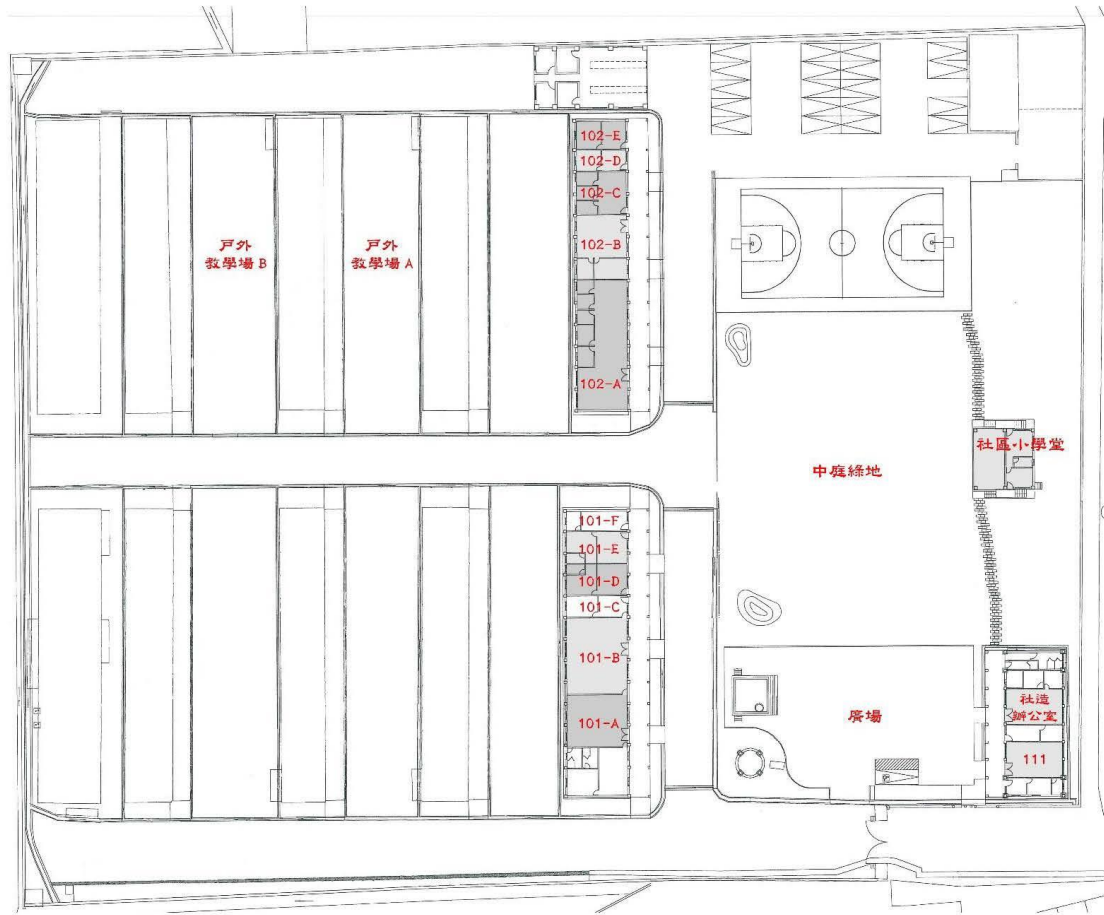 102-E
102-D
102-C
102-B
102-A
戶外
教學場 B
戶外
教學場 A
社區小學堂
中庭綠地
101-F
101-E
101-D
101-C
101-B
101-A
廣場
社造
辦公室
111